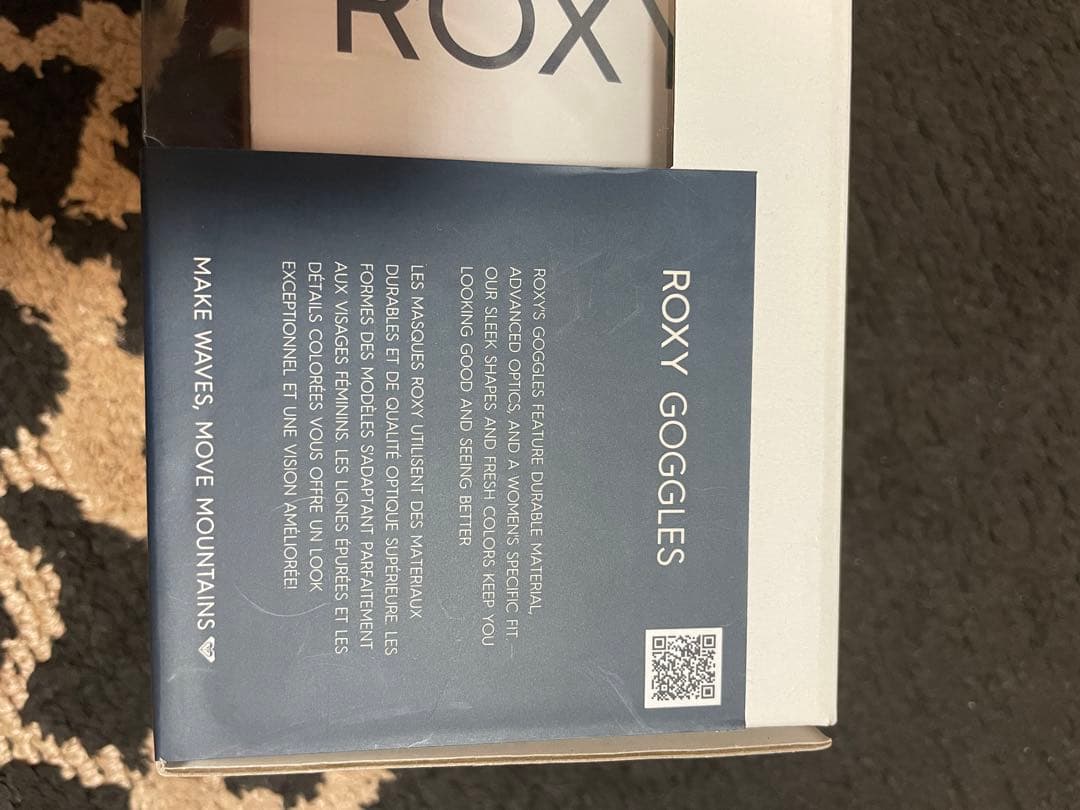 ROXY
ROXY GOGGLES
ROXY'S GOGGLES FEATURE DURABLE MATERIAL,
ADVANCED OPTICS, AND A WOMEN'S SPECIFIC FIT.
OUR SLEEK SHAPES AND FRESH COLORS KEEP YOU
LOOKING GOOD AND SEEING BETTER
LES MASQUES ROXY UTILISENT DES MATERIAUX
DURABLES ET DE QUALITÉ OPTIQUE SUPÉRIEURE. LES
FORMES DES MODÈLES S'ADAPTANT PARFAITEMENT
AUX VISAGES FÉMININS. LES LIGNES ÉPURÉES ET LES
DÉTAILS COLORÉES VOUS OFFRE UN LOOK
EXCEPTIONNEL ET UNE VISION AMÉLIORÉE!
MAKE WAVES, MOVE MOUNTAINS